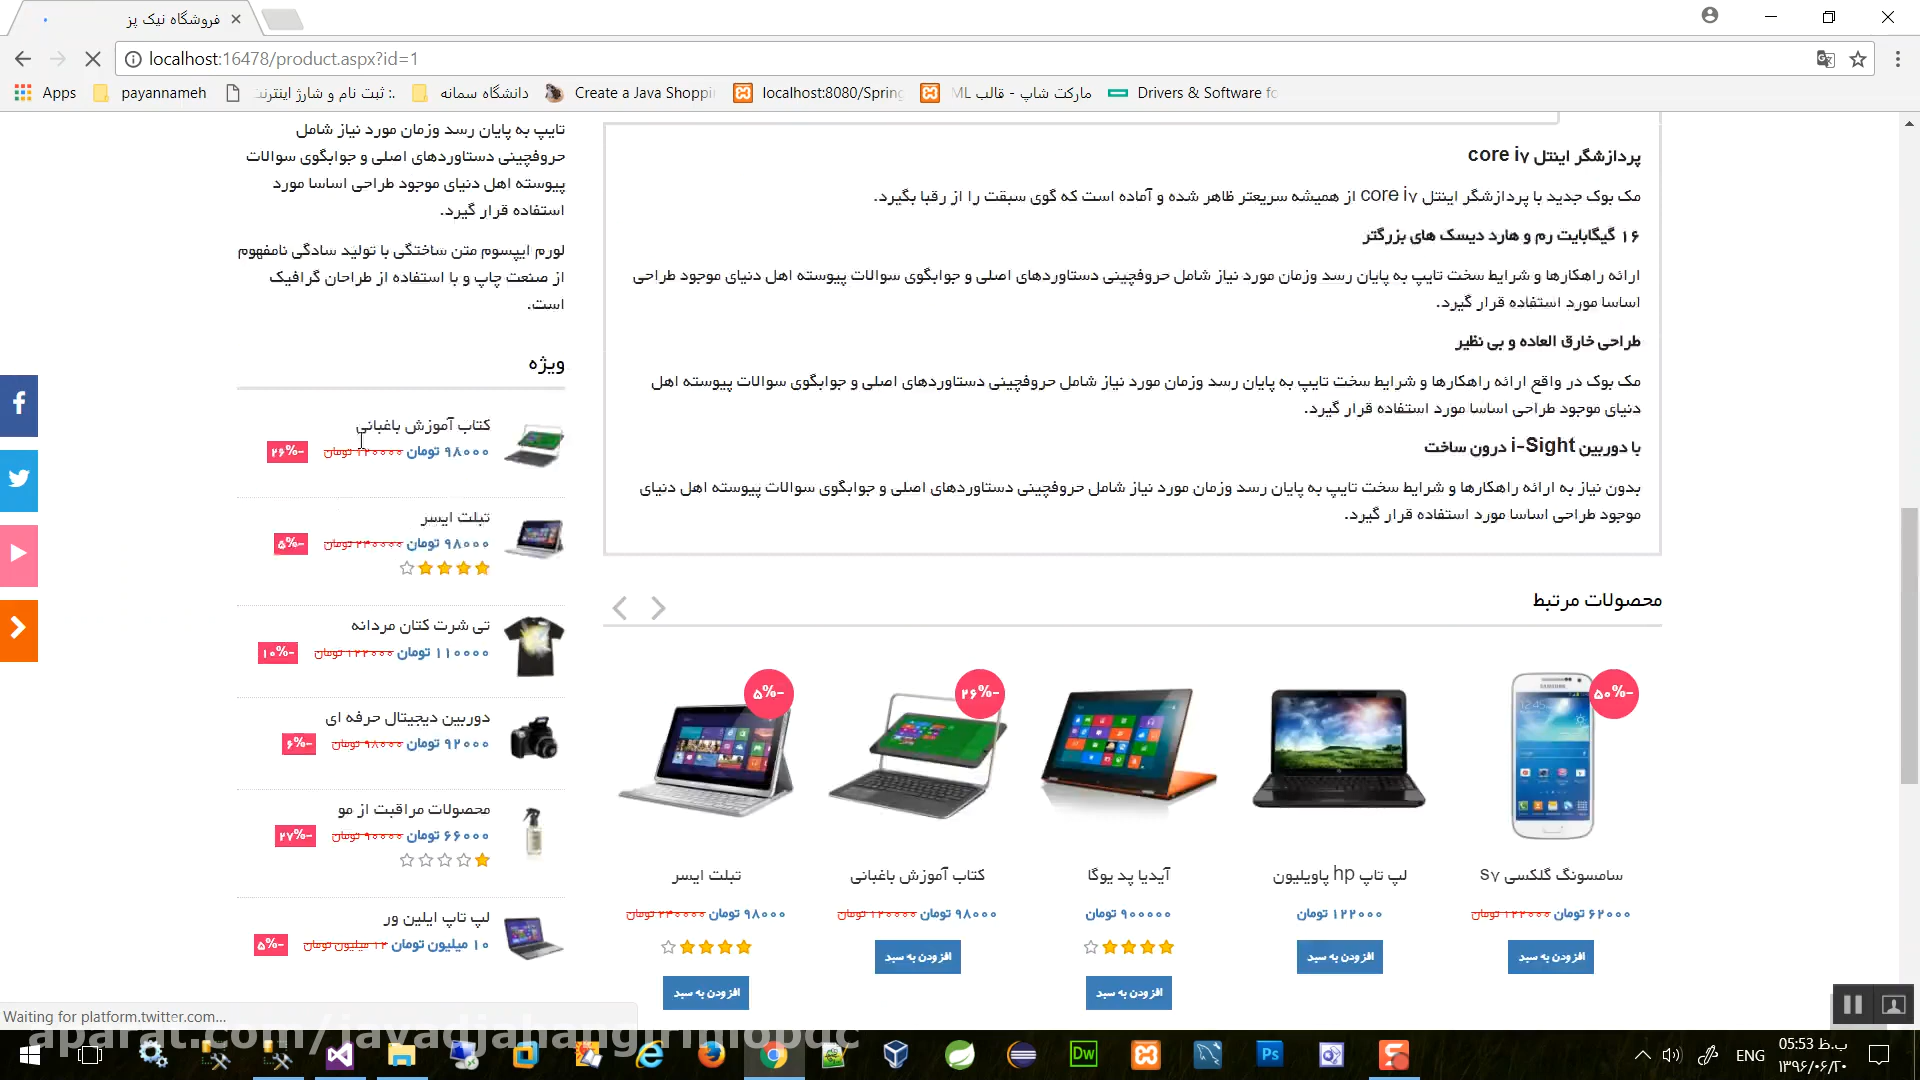 فروشگاه نیک پز
localhost:16478/product.aspx?id=1
Apps
payannameh
ثبت نام و شارژ اینترنت :.
دانشگاه سمانه
Create a Java Shoppi
localhost:8080/Spring
مارکت شاپ - قالب ML
Drivers & Software fo
تایپ به پایان رسد وزمان مورد نیاز شامل
حروفچینی دستاوردهای اصلی و جوابگوی سوالات
پیوسته اهل دنیای موجود طراحی اساسا مورد
استفاده قرار گیرد.
لورم ایپسوم متن ساختگی با تولید سادگی نامفهوم
از صنعت چاپ و با استفاده از طراحان گرافیک
است.
ویژه
کتاب آموزش باغبانی
۹۸۰۰۰ تومان ۱۲۰۰۰۰ تومان -۲۶%
تبلت ایسر
۹۸۰۰۰ تومان ۲۴۰۰۰۰ تومان -۵%
تی شرت کتان مردانه
۱۱۰۰۰۰ تومان ۱۲۲۰۰۰ تومان -۱۰%
دوربین دیجیتال حرفه ای
۹۲۰۰۰ تومان ۹۸۰۰۰ تومان -۶%
محصولات مراقبت از مو
۶۶۰۰۰ تومان ۹۰۰۰۰ تومان -۲۷%
لپ تاپ ایلین ور
۱۰ میلیون تومان ۱۲ میلیون تومان -۵%
پردازشگر اینتل core i۷
مک بوک جدید با پردازشگر اینتل core i۷ از همیشه سریعتر ظاهر شده و آماده است که گوی سبقت را از رقبا بگیرد.
۱۶ گیگابایت رم و هارد دیسک های بزرگتر
ارائه راهکارها و شرایط سخت تایپ به پایان رسد وزمان مورد نیاز شامل حروفچینی دستاوردهای اصلی و جوابگوی سوالات پیوسته اهل دنیای موجود طراحی
اساسا مورد استفاده قرار گیرد.
طراحی خارق العاده و بی نظیر
مک بوک در واقع ارائه راهکارها و شرایط سخت تایپ به پایان رسد وزمان مورد نیاز شامل حروفچینی دستاوردهای اصلی و جوابگوی سوالات پیوسته اهل
دنیای موجود طراحی اساسا مورد استفاده قرار گیرد.
با دوربین i-Sight درون ساخت
بدون نیاز به ارائه راهکارها و شرایط سخت تایپ به پایان رسد وزمان مورد نیاز شامل حروفچینی دستاوردهای اصلی و جوابگوی سوالات پیوسته اهل دنیای
موجود طراحی اساسا مورد استفاده قرار گیرد.
محصولات مرتبط
-۵۰%
SAMSUNG
سامسونگ گلکسی s۷
۶۲۰۰۰ تومان ۱۲۲۰۰۰ تومان
افزودن به سبد
لپ تاپ hp پاویلیون
۱۲۲۰۰۰ تومان
افزودن به سبد
آیدیا پد یوگا
۹۰۰۰۰۰ تومان
افزودن به سبد
-۲۶%
کتاب آموزش باغبانی
۹۸۰۰۰ تومان ۱۲۰۰۰۰ تومان
افزودن به سبد
-۵%
تبلت ایسر
۹۸۰۰۰ تومان ۲۴۰۰۰۰ تومان
افزودن به سبد
Waiting for platform.twitter.com...
Dw
Ps
ENG
05:53 ب.ظ
۱۳۹۶/۰۶/۲۰